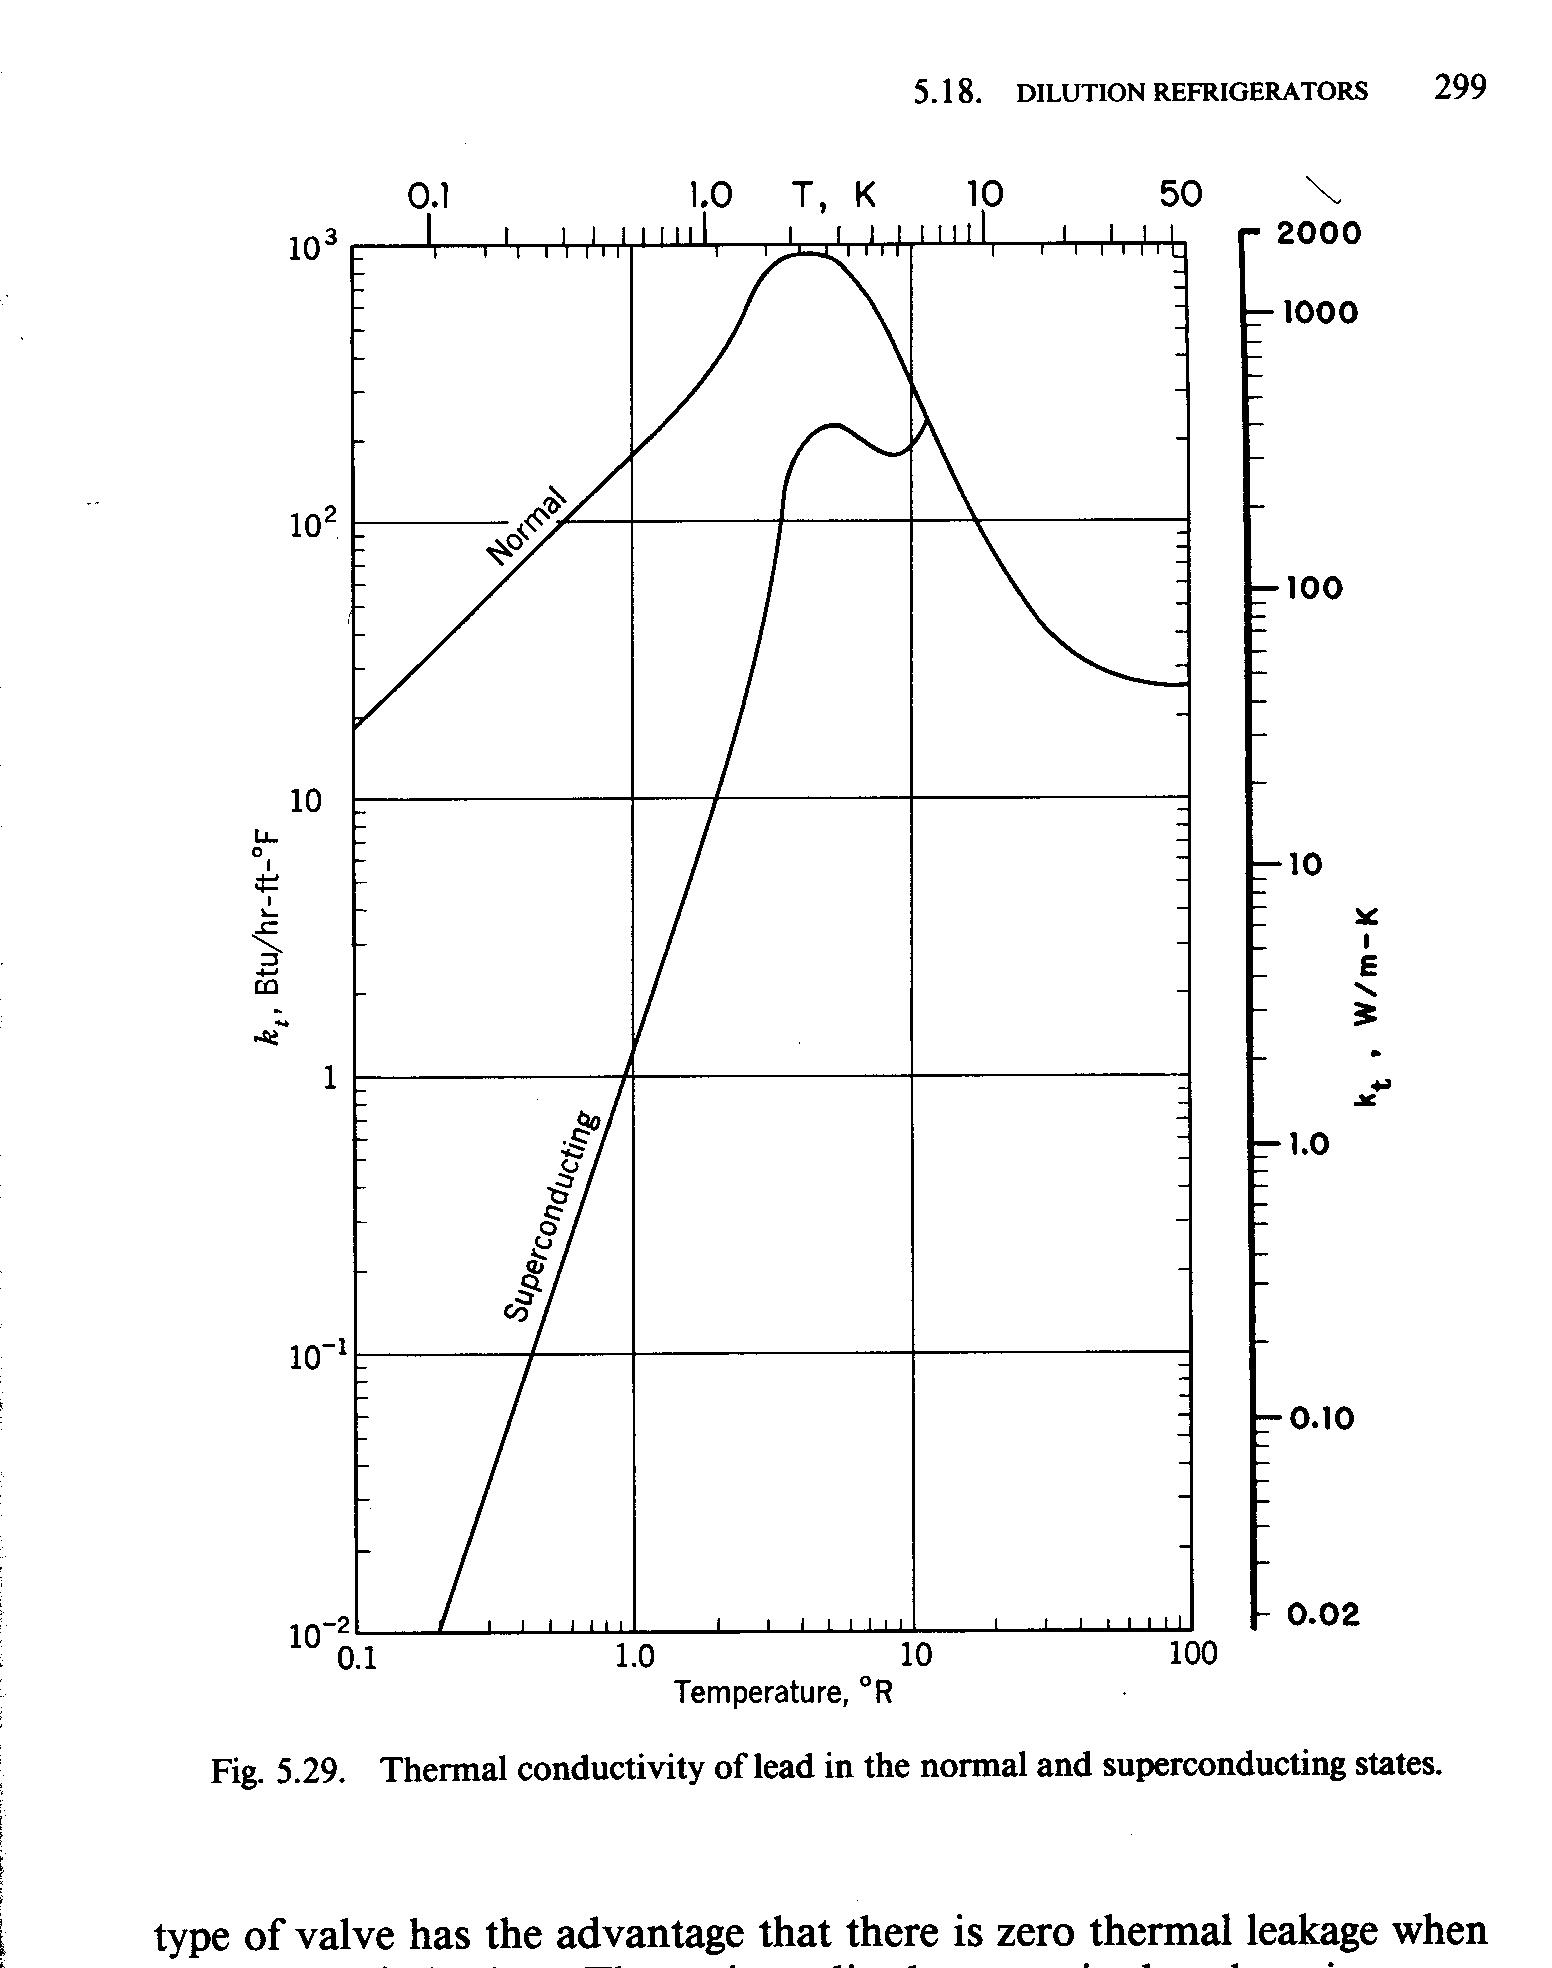 5.18. DILUTION REFRIGERATORS 299
0.1 1.0 T, K 10 50
10³
10²
10
1
10⁻¹
10⁻²
kt, Btu/hr-ft-°F
Normal
Superconducting
2000
1000
100
10
1.0
0.10
0.02
kt, W/m-K
0.1 1.0 10 100
Temperature, °R
Fig. 5.29. Thermal conductivity of lead in the normal and superconducting states.
type of valve has the advantage that there is zero thermal leakage when